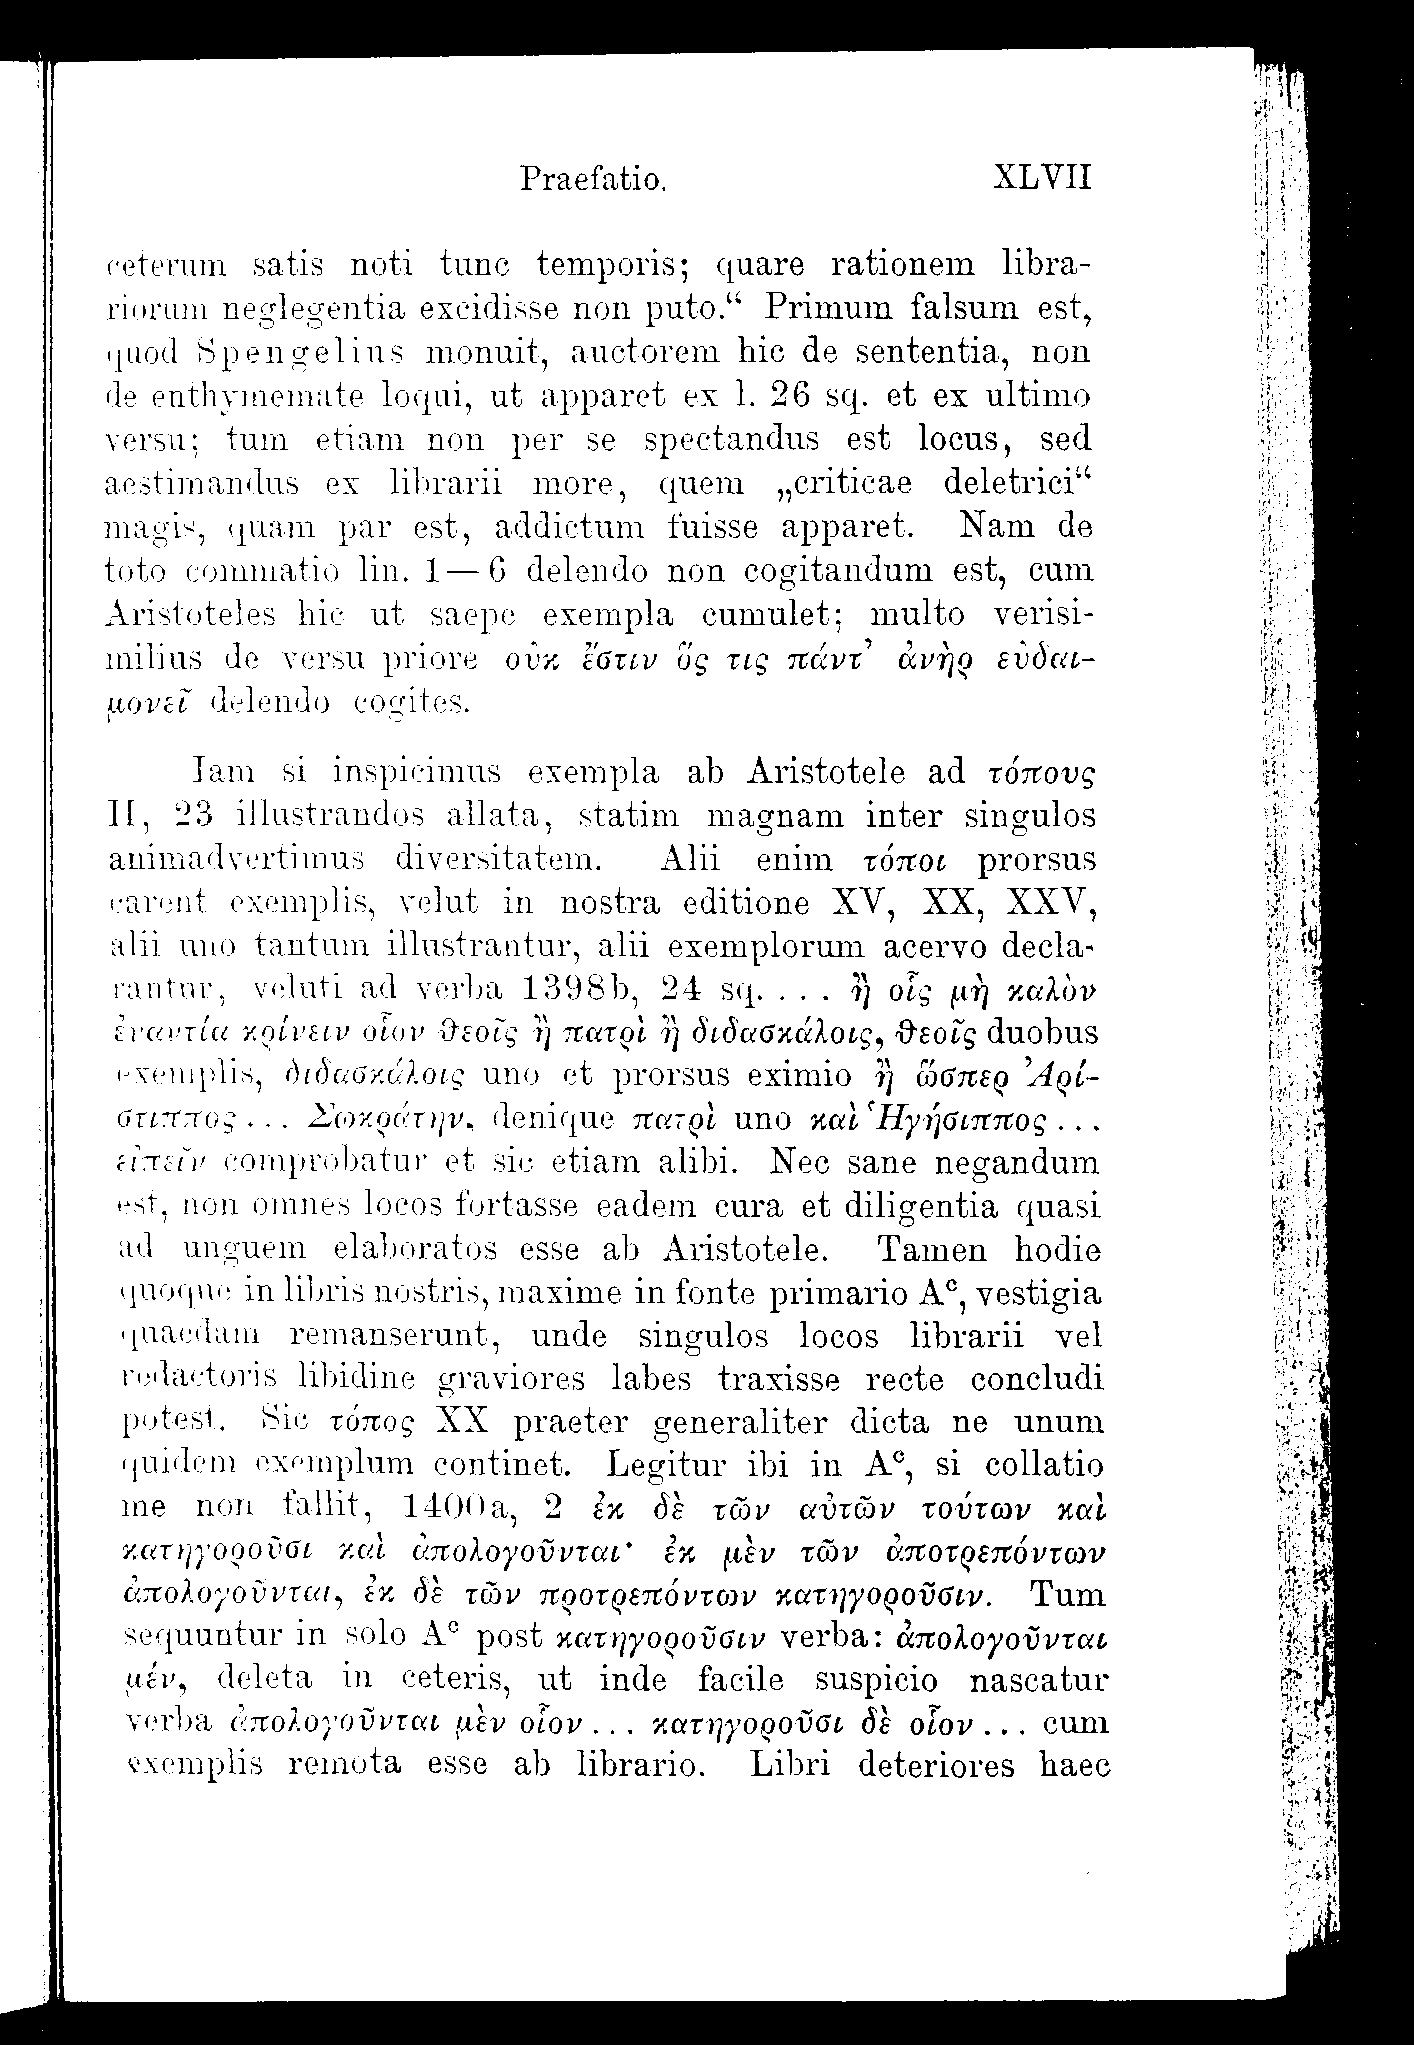 Praefatio. XLVII
ceterum satis noti tunc temporis; quare rationem libra-
riorum neglegentia excidisse non puto.“ Primum falsum est,
quod Spengelius monuit, auctorem hic de sententia, non
de enthymemate loqui, ut apparet ex l. 26 sq. et ex ultimo
versu; tum etiam non per se spectandus est locus, sed
aestimandus ex librarii more, quem „criticae deletrici“
magis, quam par est, addictum fuisse apparet. Nam de
toto commatio lin. 1—6 delendo non cogitandum est, cum
Aristoteles hic ut saepe exempla cumulet; multo verisi-
milius de versu priore οὐκ ἔστιν ὅς τις πάντ’ ἀνὴρ εὐδαι-
μονεῖ delendo cogites.
Iam si inspicimus exempla ab Aristotele ad τόπους
II, 23 illustrandos allata, statim magnam inter singulos
animadvertimus diversitatem. Alii enim τόποι prorsus
carent exemplis, velut in nostra editione XV, XX, XXV,
alii uno tantum illustrantur, alii exemplorum acervo decla-
rantur, veluti ad verba 1398b, 24 sq. . . . ἢ οἷς μὴ καλὸν
ἐναντία κρίνειν οἷον θεοῖς ἢ πατρὶ ἢ διδασκάλοις, θεοῖς duobus
exemplis, διδασκάλοις uno et prorsus eximio ἢ ὥσπερ Ἀρί-
στιππος . . . Σωκράτην, denique πατρὶ uno καὶ Ἡγήσιππος . . .
εἰπεῖν comprobatur et sic etiam alibi. Nec sane negandum
est, non omnes locos fortasse eadem cura et diligentia quasi
ad unguem elaboratos esse ab Aristotele. Tamen hodie
quoque in libris nostris, maxime in fonte primario Aᶜ, vestigia
quaedam remanserunt, unde singulos locos librarii vel
redactoris libidine graviores labes traxisse recte concludi
potest. Sic τόπος XX praeter generaliter dicta ne unum
quidem exemplum continet. Legitur ibi in Aᶜ, si collatio
me non fallit, 1400a, 2 ἐκ δὲ τῶν αὐτῶν τούτων καὶ
κατηγοροῦσι καὶ ἀπολογοῦνται· ἐκ μὲν τῶν ἀποτρεπόντων
ἀπολογοῦνται, ἐκ δὲ τῶν προτρεπόντων κατηγοροῦσιν. Tum
sequuntur in solo Aᶜ post κατηγοροῦσιν verba: ἀπολογοῦνται
μέν, deleta in ceteris, ut inde facile suspicio nascatur
verba ἀπολογοῦνται μὲν οἷον . . . κατηγοροῦσι δὲ οἷον . . . cum
exemplis remota esse ab librario. Libri deteriores haec